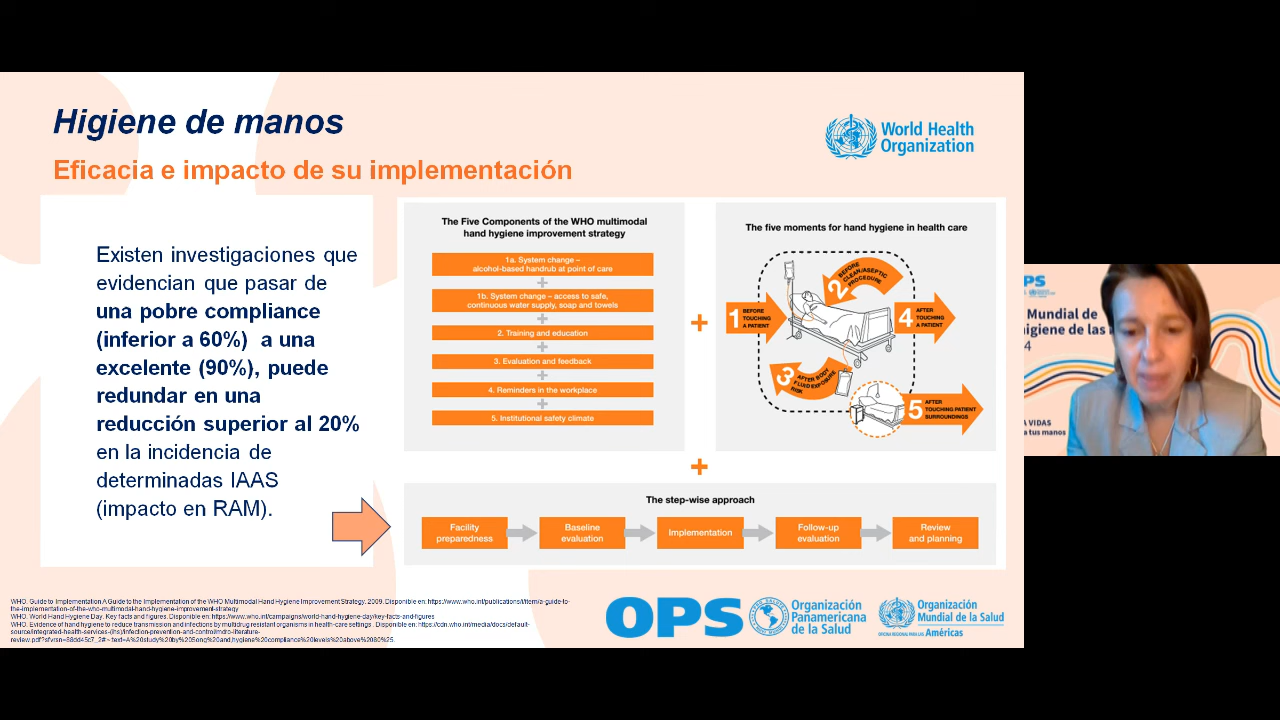 Higiene de manos
Eficacia e impacto de su implementación
World Health
Organization
Existen investigaciones que
evidencian que pasar de
una pobre compliance
(inferior a 60%) a una
excelente (90%), puede
redundar en una
reducción superior al 20%
en la incidencia de
determinadas IAAS
(impacto en RAM).
The Five Components of the WHO multimodal
hand hygiene improvement strategy
1a. System change –
alcohol-based handrub at point of care
+
1b. System change – access to safe,
continuous water supply, soap and towels
+
2. Training and education
+
3. Evaluation and feedback
+
4. Reminders in the workplace
+
5. Institutional safety climate
+
The five moments for hand hygiene in health care
1 BEFORE
TOUCHING
A PATIENT
2 BEFORE
CLEAN/ASEPTIC
PROCEDURE
3 AFTER BODY
FLUID EXPOSURE
RISK
4 AFTER
TOUCHING
A PATIENT
5 AFTER
TOUCHING PATIENT
SURROUNDINGS
+
The step-wise approach
Facility
preparedness
Baseline
evaluation
Implementation
Follow-up
evaluation
Review
and planning
WHO. Guide to Implementation A Guide to the Implementation of the WHO Multimodal Hand Hygiene Improvement Strategy. 2009. Disponible en: https://www.who.int/publications/i/item/a-guide-to-
the-implementation-of-the-who-multimodal-hand-hygiene-improvement-strategy
WHO. World Hand Hygiene Day. Key facts and figures. Disponible en: https://www.who.int/campaigns/world-hand-hygiene-day/key-facts-and-figures
WHO. Evidence of hand hygiene to reduce transmission and infections by multidrug resistant organisms in health-care settings. Disponible en: https://cdn.who.int/media/docs/default-
source/integrated-health-services-(ihs)/infection-prevention-and-control/mdro-literature-
OPS
Organización
Panamericana
de la Salud
Organización
Mundial de la Salud
OFICINA REGIONAL PARA LAS Américas
PS
Mundial de
higiene de las
4
A VIDAS
a tus manos